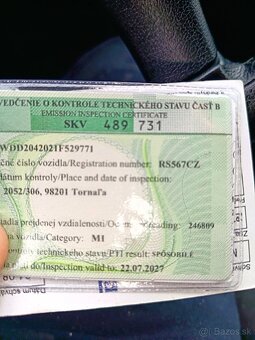 VEDČENIE O KONTROLE TECHNICKÉHO STAVU ČASŤ B
EMISSION INSPECTION CERTIFICATE
SKV 489 731
WDD2042021F529771
čné číslo vozidla/Registration number: RS567CZ
dátum kontroly/Place and date of inspection:
2052/306, 98201 Tornaľa
adia prejdenej vzdialenosti/Odo reading: 246809
vozidla/Category: M1
ntroly technického stavu/PTI result: SPÔSOBILÉ
do/Inspection valid to: 22.07.2027
© Bazos.sk